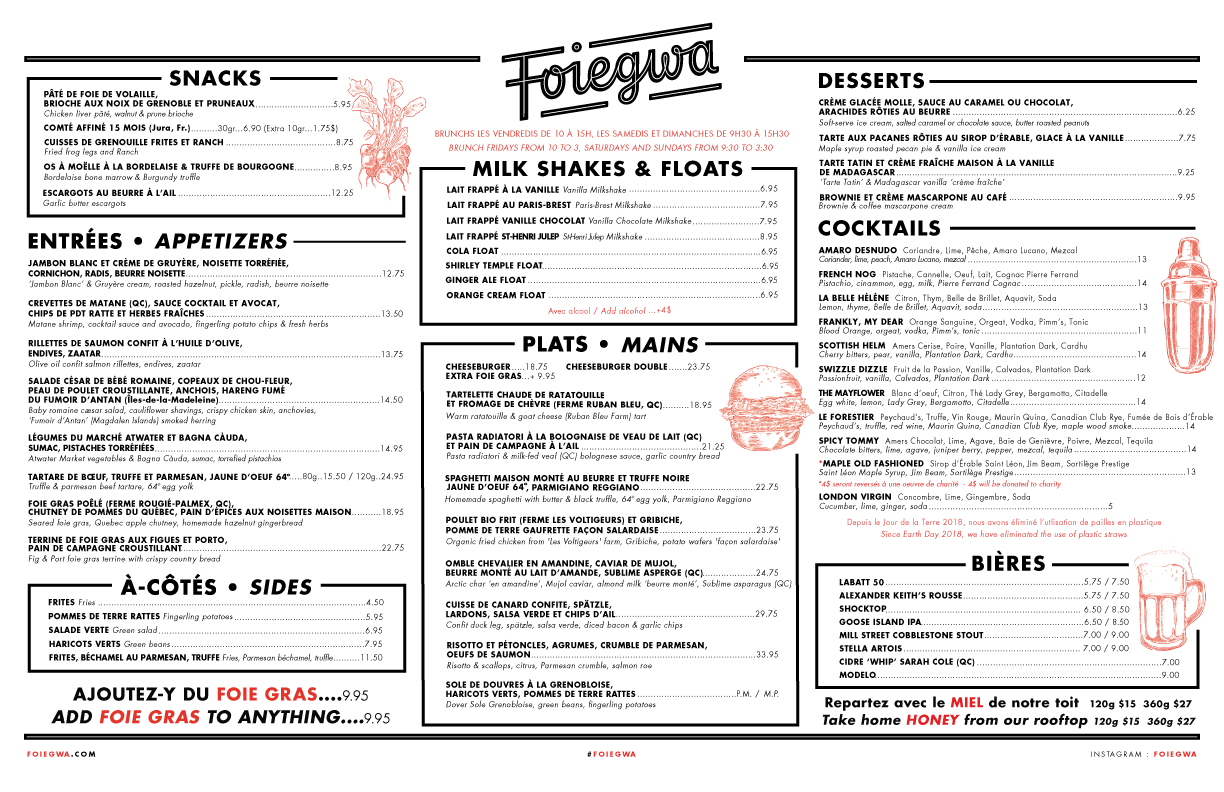 Foiegwa
SNACKS
PÂTÉ DE FOIE DE VOLAILLE,
BRIOCHE AUX NOIX DE GRENOBLE ET PRUNEAUX....5.95
Chicken liver pâté, walnut & prune brioche
COMTÉ AFFINÉ 15 MOIS (Jura, Fr.)..........30gr...6.90 (Extra 10gr...1.75$)
CUISSES DE GRENOUILLE FRITES ET RANCH....8.75
Fried frog legs and Ranch
OS À MOËLLE À LA BORDELAISE & TRUFFE DE BOURGOGNE....8.95
Bordelaise bone marrow & Burgundy truffle
ESCARGOTS AU BEURRE À L'AIL....12.25
Garlic butter escargots
ENTRÉES • APPETIZERS
JAMBON BLANC ET CRÈME DE GRUYÈRE, NOISETTE TORRÉFIÉE,
CORNICHON, RADIS, BEURRE NOISETTE....12.75
'Jambon Blanc' & Gruyère cream, roasted hazelnut, pickle, radish, beurre noisette
CREVETTES DE MATANE (QC), SAUCE COCKTAIL ET AVOCAT,
CHIPS DE PDT RATTE ET HERBES FRAÎCHES....13.50
Matane shrimp, cocktail sauce and avocado, fingerling potato chips & fresh herbs
RILLETTES DE SAUMON CONFIT À L'HUILE D'OLIVE,
ENDIVES, ZAATAR....13.75
Olive oil confit salmon rillettes, endives, zaatar
SALADE CÉSAR DE BÉBÉ ROMAINE, COPEAUX DE CHOU-FLEUR,
PEAU DE POULET CROUSTILLANTE, ANCHOIS, HARENG FUMÉ
DU FUMOIR D'ANTAN (Îles-de-la-Madeleine)....14.50
Baby romaine cæsar salad, cauliflower shavings, crispy chicken skin, anchovies,
'Fumoir d'Antan' (Magdalen Islands) smoked herring
LÉGUMES DU MARCHÉ ATWATER ET BAGNA CÀUDA,
SUMAC, PISTACHES TORRÉFIÉES....14.95
Atwater Market vegetables & Bagna Càuda, sumac, torrefied pistachios
TARTARE DE BŒUF, TRUFFE ET PARMESAN, JAUNE D'OEUF 64°.....80g..15.50 / 120g..24.95
Truffle & parmesan beef tartare, 64° egg yolk
FOIE GRAS POÊLÉ (FERME ROUGIÉ-PALMEX, QC),
CHUTNEY DE POMMES DU QUÉBEC, PAIN D'ÉPICES AUX NOISETTES MAISON....18.95
Seared foie gras, Quebec apple chutney, homemade hazelnut gingerbread
TERRINE DE FOIE GRAS AUX FIGUES ET PORTO,
PAIN DE CAMPAGNE CROUSTILLANT....22.75
Fig & Port foie gras terrine with crispy country bread
À-CÔTÉS • SIDES
FRITES Fries....4.50
POMMES DE TERRE RATTES Fingerling potatoes....5.95
SALADE VERTE Green salad....6.95
HARICOTS VERTS Green beans....7.95
FRITES, BÉCHAMEL AU PARMESAN, TRUFFE Fries, Parmesan béchamel, truffle....11.50
AJOUTEZ-Y DU FOIE GRAS....9.95
ADD FOIE GRAS TO ANYTHING....9.95
BRUNCHS LES VENDREDIS DE 10 À 15H, LES SAMEDIS ET DIMANCHES DE 9H30 À 15H30
BRUNCH FRIDAYS FROM 10 TO 3, SATURDAYS AND SUNDAYS FROM 9:30 TO 3:30
MILK SHAKES & FLOATS
LAIT FRAPPÉ À LA VANILLE Vanilla Milkshake....6.95
LAIT FRAPPÉ AU PARIS-BREST Paris-Brest Milkshake....7.95
LAIT FRAPPÉ VANILLE CHOCOLAT Vanilla Chocolate Milkshake....7.95
LAIT FRAPPÉ ST-HENRI JULEP St-Henri Julep Milkshake....8.95
COLA FLOAT....6.95
SHIRLEY TEMPLE FLOAT....6.95
GINGER ALE FLOAT....6.95
ORANGE CREAM FLOAT....6.95
Avec alcool / Add alcohol ...+4$
PLATS • MAINS
CHEESEBURGER.....18.75 CHEESEBURGER DOUBLE.......23.75
EXTRA FOIE GRAS...+ 9.95
TARTELETTE CHAUDE DE RATATOUILLE
ET FROMAGE DE CHÈVRE (FERME RUBAN BLEU, QC)..........18.95
Warm ratatouille & goat cheese (Ruban Bleu Farm) tart
PASTA RADIATORI À LA BOLOGNAISE DE VEAU DE LAIT (QC)
ET PAIN DE CAMPAGNE À L'AIL....21.25
Pasta radiatori & milk-fed veal (QC) bolognese sauce, garlic country bread
SPAGHETTI MAISON MONTÉ AU BEURRE ET TRUFFE NOIRE
JAUNE D'OEUF 64°, PARMIGIANO REGGIANO....22.75
Homemade spaghetti with butter & black truffle, 64° egg yolk, Parmigiano Reggiano
POULET BIO FRIT (FERME LES VOLTIGEURS) ET GRIBICHE,
POMME DE TERRE GAUFRETTE FAÇON SALARDAISE....23.75
Organic fried chicken from 'Les Voltigeurs' farm, Gribiche, potato wafers 'façon salardaise'
OMBLE CHEVALIER EN AMANDINE, CAVIAR DE MUJOL,
BEURRE MONTÉ AU LAIT D'AMANDE, SUBLIME ASPERGE (QC)....24.75
Arctic char 'en amandine', Mujol caviar, almond milk 'beurre monté', Sublime asparagus (QC)
CUISSE DE CANARD CONFITE, SPÄTZLE,
LARDONS, SALSA VERDE ET CHIPS D'AIL....29.75
Confit duck leg, spätzle, salsa verde, diced bacon & garlic chips
RISOTTO ET PÉTONCLES, AGRUMES, CRUMBLE DE PARMESAN,
OEUFS DE SAUMON....33.95
Risotto & scallops, citrus, Parmesan crumble, salmon roe
SOLE DE DOUVRES À LA GRENOBLOISE,
HARICOTS VERTS, POMMES DE TERRE RATTES....P.M. / M.P.
Dover Sole Grenobloise, green beans, fingerling potatoes
DESSERTS
CRÈME GLACÉE MOLLE, SAUCE AU CARAMEL OU CHOCOLAT,
ARACHIDES RÔTIES AU BEURRE....6.25
Soft-serve ice cream, salted caramel or chocolate sauce, butter roasted peanuts
TARTE AUX PACANES RÔTIES AU SIROP D'ÉRABLE, GLACE À LA VANILLE....7.75
Maple syrup roasted pecan pie & vanilla ice cream
TARTE TATIN ET CRÈME FRAÎCHE MAISON À LA VANILLE
DE MADAGASCAR....9.25
'Tarte Tatin' & Madagascar vanilla 'crème fraîche'
BROWNIE ET CRÈME MASCARPONE AU CAFÉ....9.95
Brownie & coffee mascarpone cream
COCKTAILS
AMARO DESNUDO Coriandre, Lime, Pêche, Amaro Lucano, Mezcal
Coriander, lime, peach, Amaro Lucano, mezcal....13
FRENCH NOG Pistache, Cannelle, Oeuf, Lait, Cognac Pierre Ferrand
Pistachio, cinammon, egg, milk, Pierre Ferrand Cognac....14
LA BELLE HÉLÈNE Citron, Thym, Belle de Brillet, Aquavit, Soda
Lemon, thyme, Belle de Brillet, Aquavit, soda....13
FRANKLY, MY DEAR Orange Sanguine, Orgeat, Vodka, Pimm's, Tonic
Blood Orange, orgeat, vodka, Pimm's, tonic....11
SCOTTISH HELM Amers Cerise, Poire, Vanille, Plantation Dark, Cardhu
Cherry bitters, pear, vanilla, Plantation Dark, Cardhu....14
SWIZZLE DIZZLE Fruit de la Passion, Vanille, Calvados, Plantation Dark
Passionfruit, vanilla, Calvados, Plantation Dark....12
THE MAYFLOWER Blanc d'oeuf, Citron, Thé Lady Grey, Bergamotte, Citadelle
Egg white, lemon, Lady Grey, Bergamotto, Citadelle....14
LE FORESTIER Peychaud's, Truffe, Vin Rouge, Maurin Quina, Canadian Club Rye, Fumée de Bois d'Érable
Peychaud's, truffle, red wine, Maurin Quina, Canadian Club Rye, maple wood smoke....14
SPICY TOMMY Amers Chocolat, Lime, Agave, Baie de Genièvre, Poivre, Mezcal, Tequila
Chocolate bitters, lime, agave, juniper berry, pepper, mezcal, tequila....14
*MAPLE OLD FASHIONED Sirop d'Érable Saint Léon, Jim Beam, Sortilège Prestige
Saint Léon Maple Syrup, Jim Beam, Sortilège Prestige....13
*4$ seront reversés à une oeuvre de charité - 4$ will be donated to charity
LONDON VIRGIN Concombre, Lime, Gingembre, Soda
Cucumber, lime, ginger, soda....5
Depuis le Jour de la Terre 2018, nous avons éliminé l'utlisation de pailles en plastique.
Since Earth Day 2018, we have eliminated the use of plastic straws
BIÈRES
LABATT 50....5.75 / 7.50
ALEXANDER KEITH'S ROUSSE....5.75 / 7.50
SHOCKTOP....6.50 / 8.50
GOOSE ISLAND IPA....6.50 / 8.50
MILL STREET COBBLESTONE STOUT....7.00 / 9.00
STELLA ARTOIS....7.00 / 9.00
CIDRE 'WHIP' SARAH COLE (QC)....7.00
MODELO....9.00
Repartez avec le MIEL de notre toit 120g $15 360g $27
Take home HONEY from our rooftop 120g $15 360g $27
FOIEGWA.COM
#FOIEGWA
INSTAGRAM : FOIEGWA